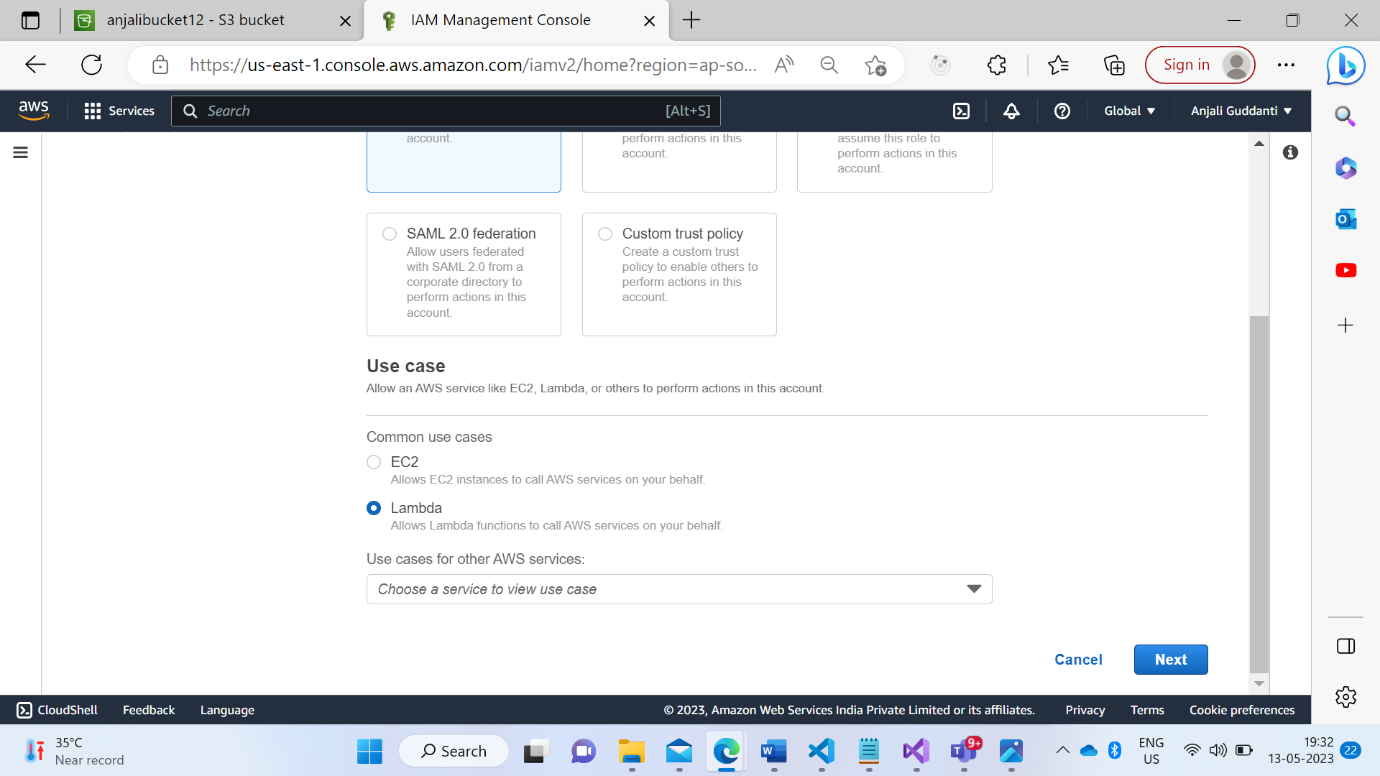 anjalibucket12 - S3 bucket
IAM Management Console
https://us-east-1.console.aws.amazon.com/iamv2/home?region=ap-so...
Sign in
aws
Services
Search
[Alt+S]
Global
Anjali Guddanti
account.
perform actions in this
account.
assume this role to
perform actions in this
account.
SAML 2.0 federation
Allow users federated
with SAML 2.0 from a
corporate directory to
perform actions in this
account.
Custom trust policy
Create a custom trust
policy to enable others to
perform actions in this
account.
Use case
Allow an AWS service like EC2, Lambda, or others to perform actions in this account.
Common use cases
EC2
Allows EC2 instances to call AWS services on your behalf.
Lambda
Allows Lambda functions to call AWS services on your behalf.
Use cases for other AWS services:
Choose a service to view use case
Cancel
Next
CloudShell
Feedback
Language
© 2023, Amazon Web Services India Private Limited or its affiliates.
Privacy
Terms
Cookie preferences
35°C
Near record
Search
9+
ENG
US
19:32
13-05-2023
22